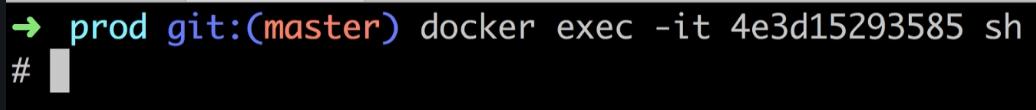 ➜ prod git:(master) docker exec -it 4e3d15293585 sh
#